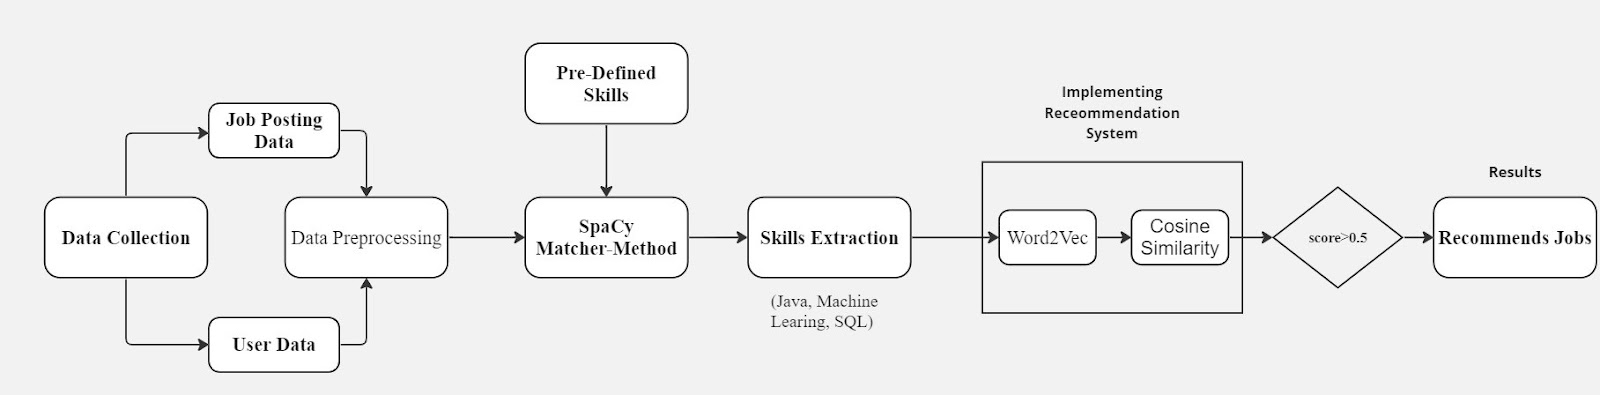 Pre-Defined
Skills
Job Posting
Data
Data Collection
Data Preprocessing
User Data
SpaCy
Matcher-Method
Skills Extraction
(Java, Machine
Learing, SQL)
Implementing
Receommendation
System
Word2Vec
Cosine
Similarity
score>0.5
Results
Recommends Jobs